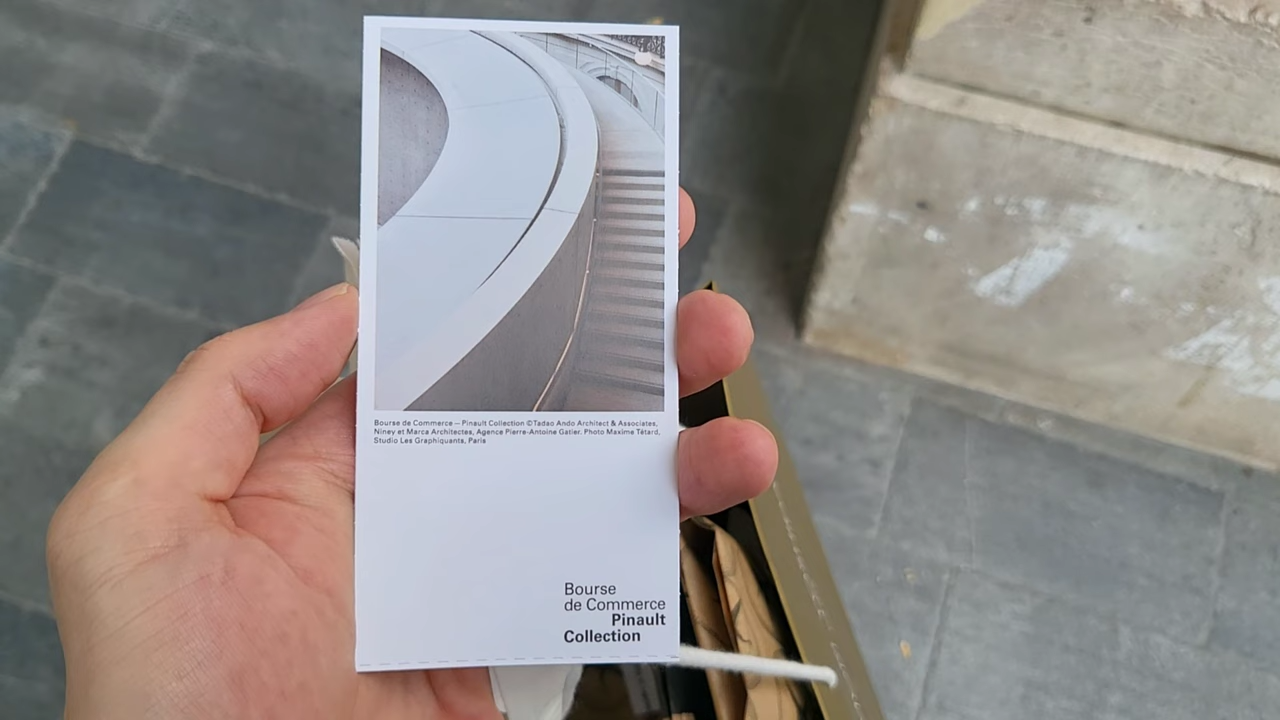 Bourse de Commerce — Pinault Collection ©Tadao Ando Architect & Associates,
Niney et Marca Architectes, Agence Pierre-Antoine Gatier. Photo Maxime Tétard,
Studio Les Graphiquants, Paris
Bourse
de Commerce
Pinault
Collection